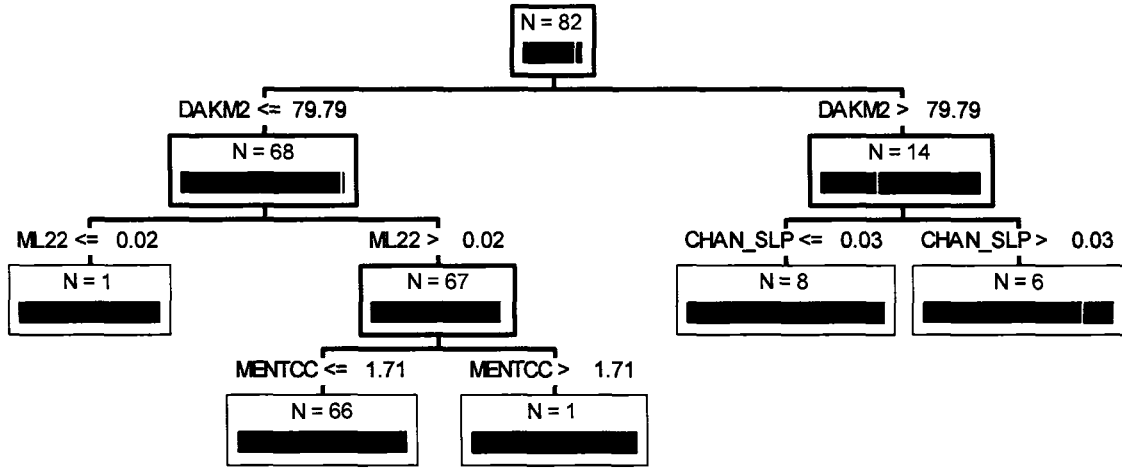 N = 82
DAKM2 <= 79.79
DAKM2 > 79.79
N = 68
N = 14
ML22 <= 0.02
ML22 > 0.02
CHAN_SLP <= 0.03
CHAN_SLP > 0.03
N = 1
N = 67
N = 8
N = 6
MENTCC <= 1.71
MENTCC > 1.71
N = 66
N = 1